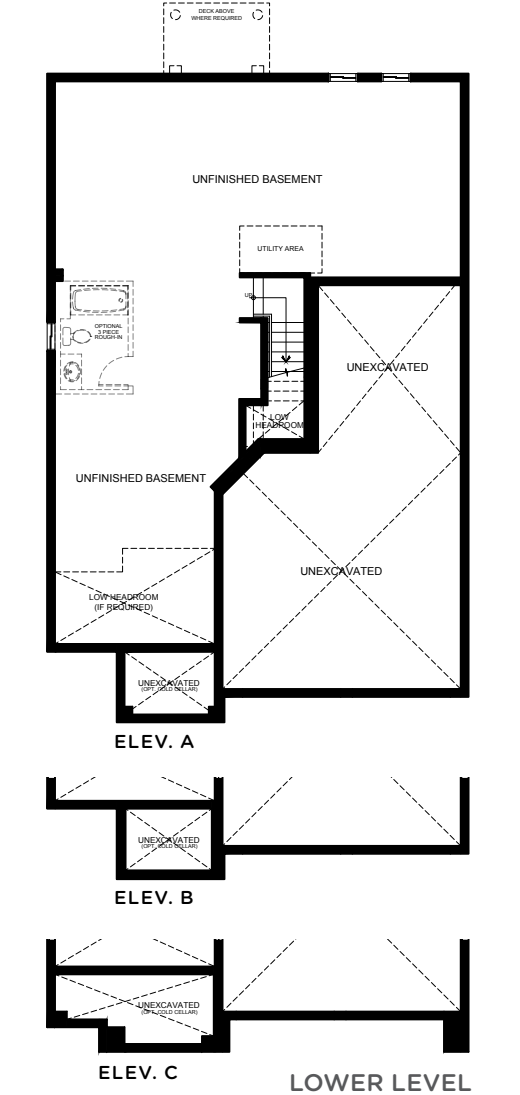 DECK ABOVE
WHERE REQUIRED
UNFINISHED BASEMENT
UTILITY AREA
UP
OPTIONAL
3 PIECE
ROUGH-IN
UNEXCAVATED
LOW
HEADROOM
UNFINISHED BASEMENT
UNEXCAVATED
LOW HEADROOM
(IF REQUIRED)
UNEXCAVATED
(OPT. COLD CELLAR)
ELEV. A
UNEXCAVATED
(OPT. COLD CELLAR)
ELEV. B
UNEXCAVATED
(OPT. COLD CELLAR)
ELEV. C
LOWER LEVEL